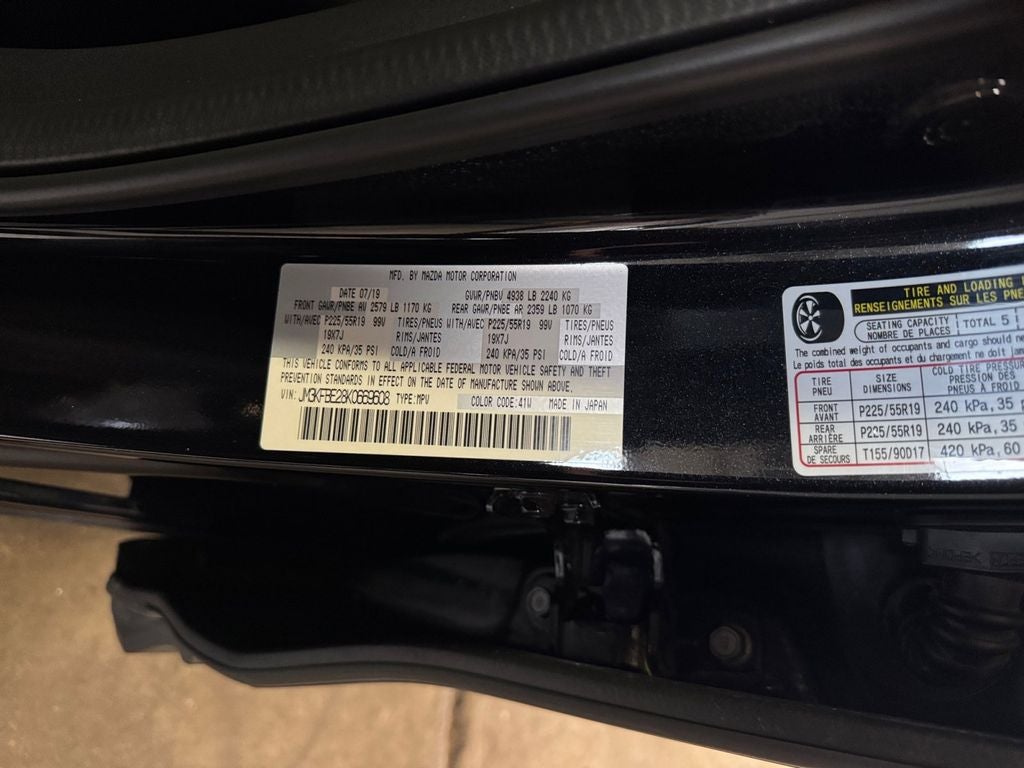 MFD. BY MAZDA MOTOR CORPORATION
DATE 07/19 GVWR/PNBV 4938 LB 2240 KG
FRONT GAWR/PNBE AV 2579 LB 1170 KG REAR GAWR/PNBE AR 2359 LB 1070 KG
WITH/AVEC P225/55R19 99V TIRES/PNEUS WITH/AVEC P225/55R19 99V TIRES/PNEUS
19X7J RIMS/JANTES 19X7J RIMS/JANTES
240 KPA/35 PSI COLD/A FROID 240 KPA/35 PSI COLD/A FROID
THIS VEHICLE CONFORMS TO ALL APPLICABLE FEDERAL MOTOR VEHICLE SAFETY AND THEFT
PREVENTION STANDARDS IN EFFECT ON THE DATE OF MANUFACTURE SHOWN ABOVE.
VIN: JM3KFBE28K0669608 TYPE:MPV COLOR CODE:41W MADE IN JAPAN
TIRE AND LOADING
RENSEIGNEMENTS SUR LES
SEATING CAPACITY
NOMBRE DE PLACES
TOTAL 5
The combined weight of occupants and cargo should
Le poids total des occupants et du chargement ne doit
TIRE
PNEU
SIZE
DIMENSIONS
COLD TIRE
PRESSION DES
PNEUS À FROID
FRONT
AVANT
P225/55R19
240 kPa, 35
REAR
ARRIÈRE
P225/55R19
240 kPa, 35
SPARE
DE SECOURS
T155/90D17
420 kPa, 60